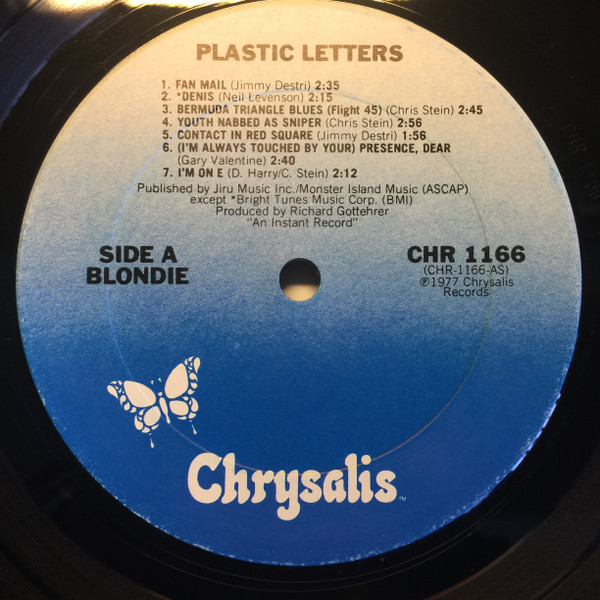 PLASTIC LETTERS
1. FAN MAIL (Jimmy Destri) 2:35
2. *DENIS (Neil Levenson) 2:15
3. BERMUDA TRIANGLE BLUES (Flight 45) (Chris Stein) 2:45
4. YOUTH NABBED AS SNIPER (Chris Stein) 2:56
5. CONTACT IN RED SQUARE (Jimmy Destri) 1:56
6. (I'M ALWAYS TOUCHED BY YOUR) PRESENCE, DEAR
(Gary Valentine) 2:40
7. I'M ON E (D. Harry/C. Stein) 2:12
Published by Jiru Music Inc./Monster Island Music (ASCAP)
except *Bright Tunes Music Corp. (BMI)
Produced by Richard Gottehrer
"An Instant Record"
SIDE A
BLONDIE
CHR 1166
(CHR-1166-AS)
℗1977 Chrysalis
Records
Chrysalis™